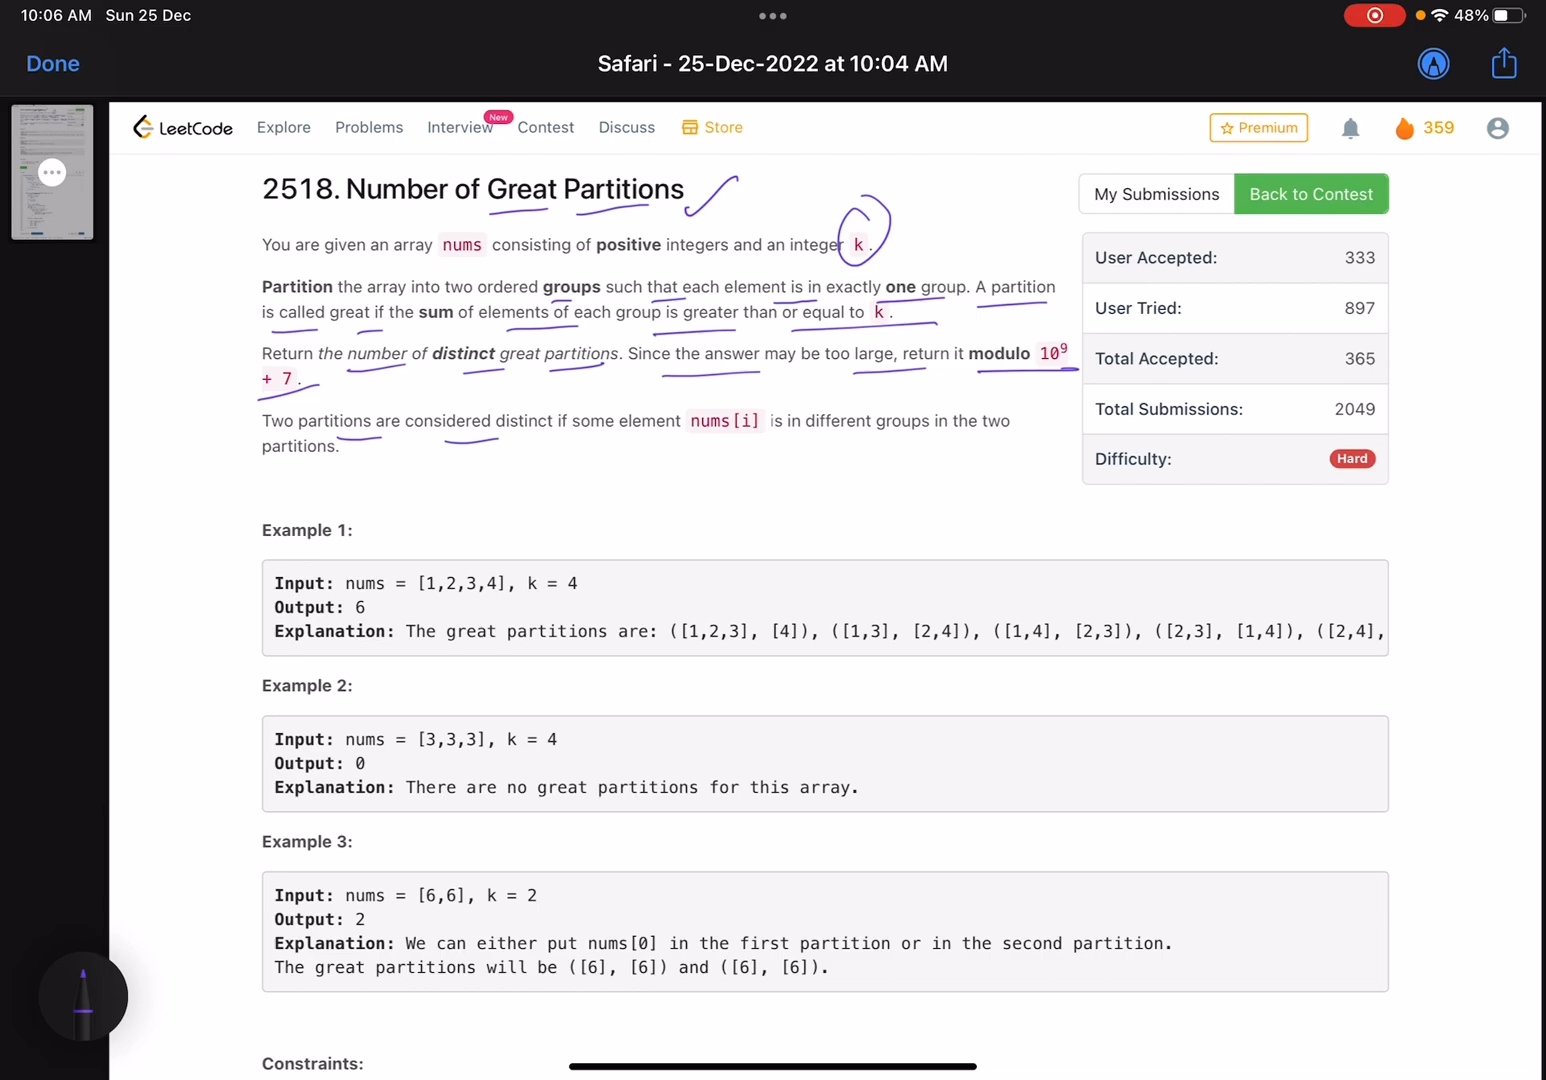 10:06 AM Sun 25 Dec
48%
Done
Safari - 25-Dec-2022 at 10:04 AM
LeetCode Explore Problems Interview New Contest Discuss Store Premium 359
2518. Number of Great Partitions
My Submissions Back to Contest
You are given an array nums consisting of positive integers and an integer k.
Partition the array into two ordered groups such that each element is in exactly one group. A partition
is called great if the sum of elements of each group is greater than or equal to k.
Return the number of distinct great partitions. Since the answer may be too large, return it modulo 10⁹
+ 7.
Two partitions are considered distinct if some element nums[i] is in different groups in the two
partitions.
User Accepted: 333
User Tried: 897
Total Accepted: 365
Total Submissions: 2049
Difficulty: Hard
Example 1:
Input: nums = [1,2,3,4], k = 4
Output: 6
Explanation: The great partitions are: ([1,2,3], [4]), ([1,3], [2,4]), ([1,4], [2,3]), ([2,3], [1,4]), ([2,4],
Example 2:
Input: nums = [3,3,3], k = 4
Output: 0
Explanation: There are no great partitions for this array.
Example 3:
Input: nums = [6,6], k = 2
Output: 2
Explanation: We can either put nums[0] in the first partition or in the second partition.
The great partitions will be ([6], [6]) and ([6], [6]).
Constraints: